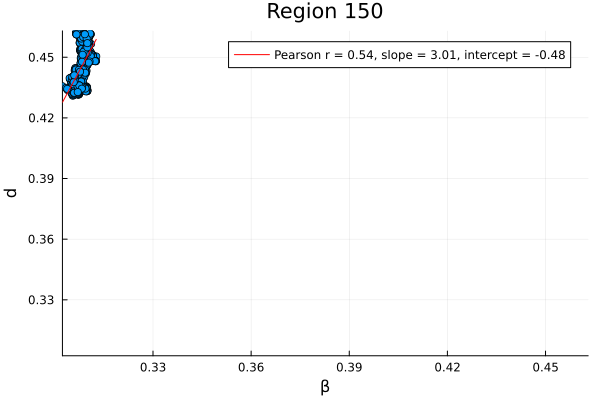 Region 150
Pearson r = 0.54, slope = 3.01, intercept = -0.48
0.45
0.42
0.39
0.36
0.33
d
0.33 0.36 0.39 0.42 0.45
β